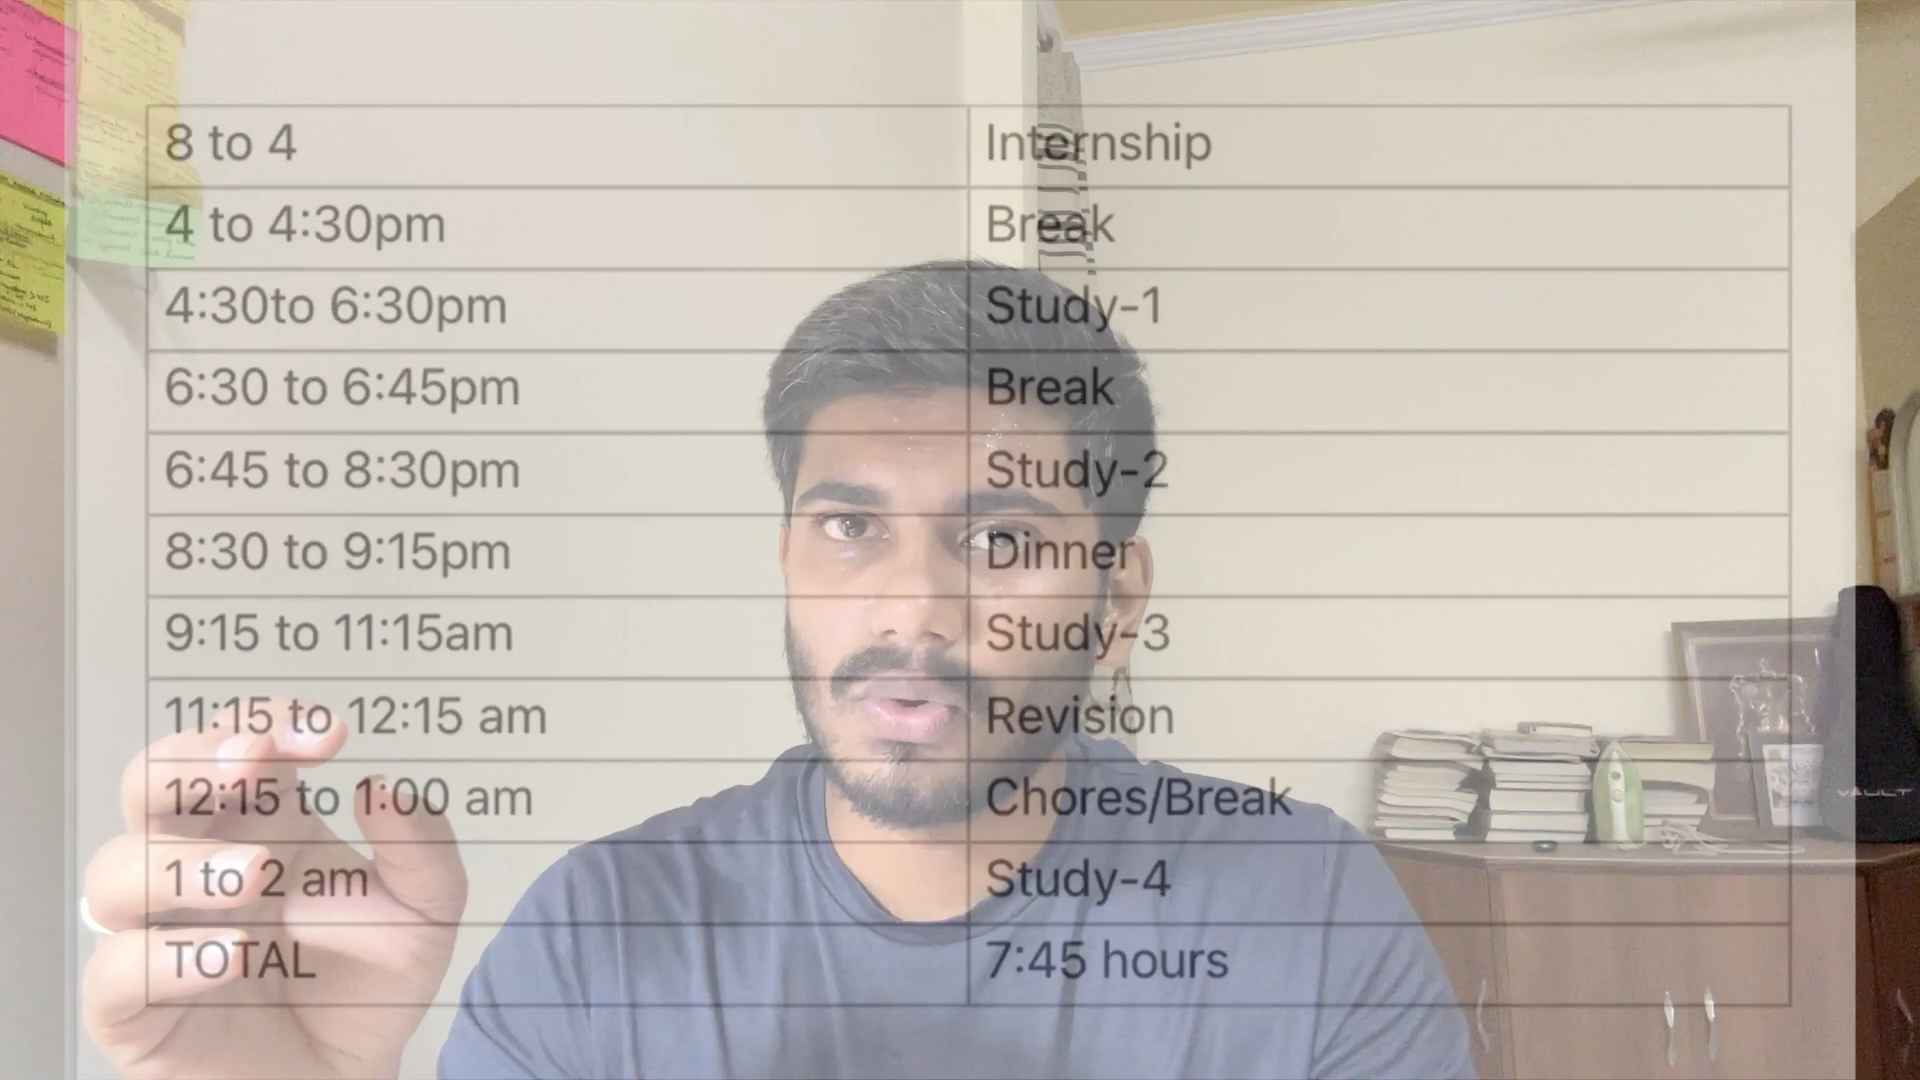 8 to 4 Internship
4 to 4:30pm Break
4:30to 6:30pm Study-1
6:30 to 6:45pm Break
6:45 to 8:30pm Study-2
8:30 to 9:15pm Dinner
9:15 to 11:15am Study-3
11:15 to 12:15 am Revision
12:15 to 1:00 am Chores/Break
1 to 2 am Study-4
TOTAL 7:45 hours
VAULT